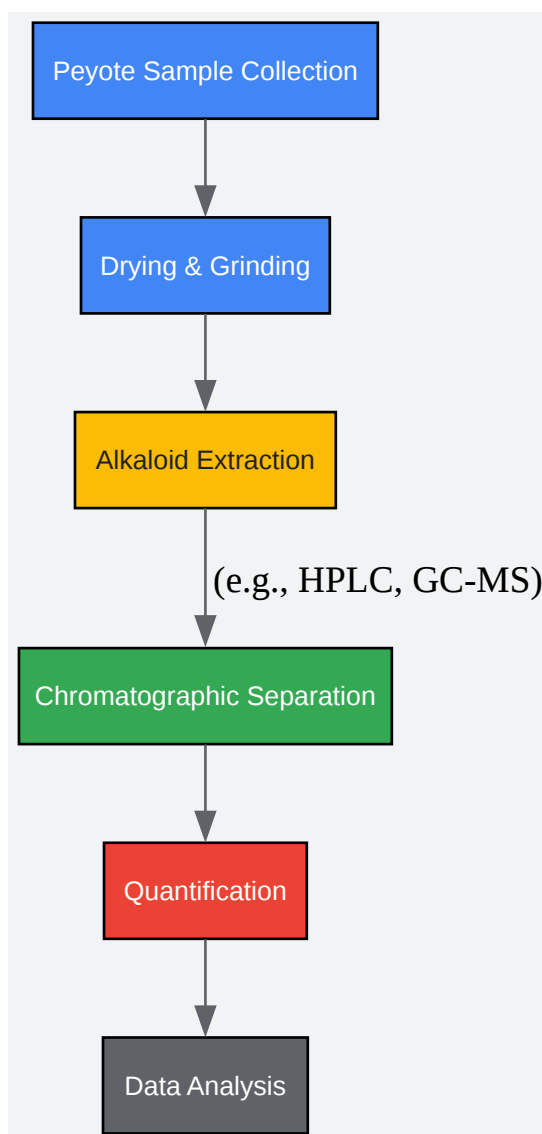 Peyote Sample Collection
Drying & Grinding
Alkaloid Extraction
(e.g., HPLC, GC-MS)
Chromatographic Separation
Quantification
Data Analysis